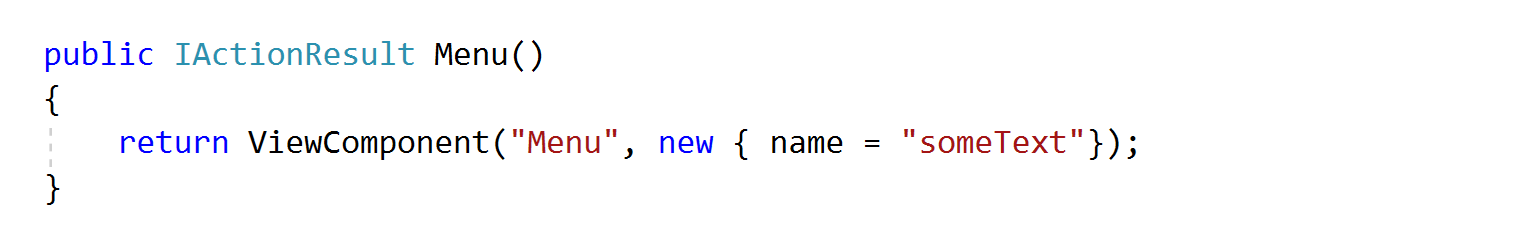 public IActionResult Menu()
{
    return ViewComponent("Menu", new { name = "someText"});
}